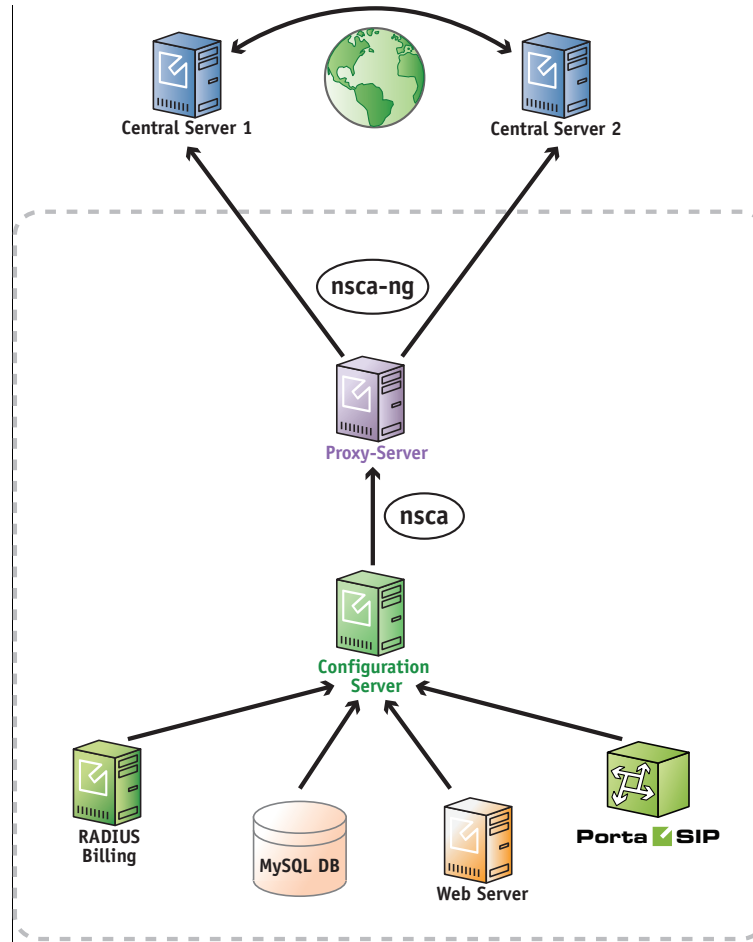 Central Server 1
Central Server 2
nsca-ng
Proxy-Server
nsca
Configuration
Server
RADIUS
Billing
MySQL DB
Web Server
Porta SIP